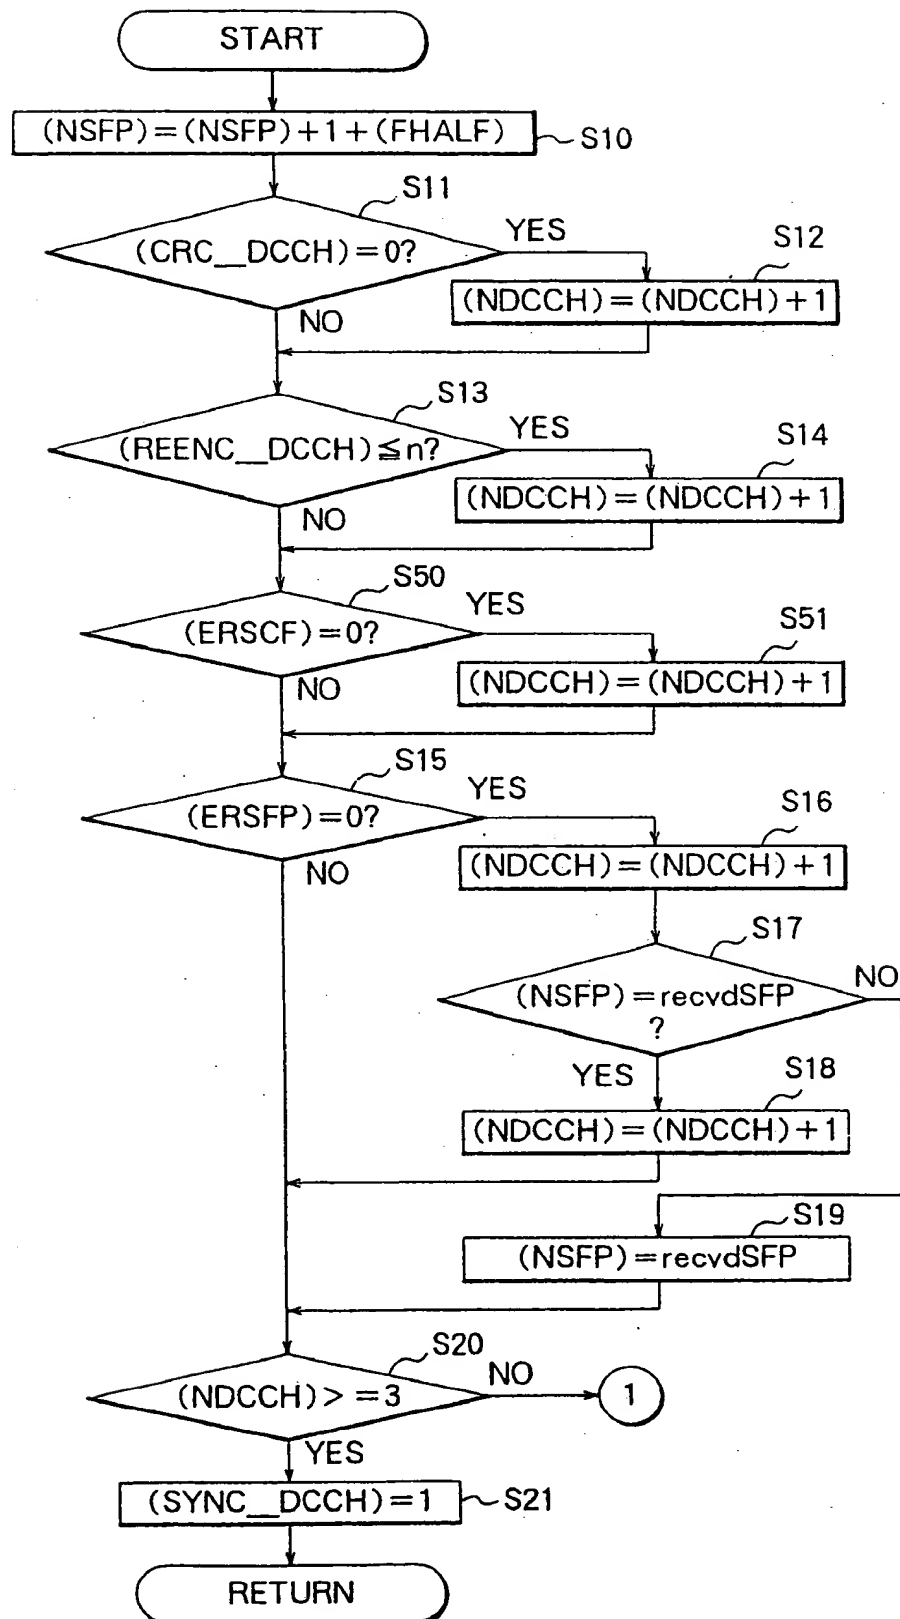 START
(NSFP)=(NSFP)+1+(FHALF)
S10
S11
(CRC__DCCH)=0?
YES
S12
(NDCCH)=(NDCCH)+1
NO
S13
(REENC__DCCH)≦n?
YES
S14
(NDCCH)=(NDCCH)+1
NO
S50
(ERSCF)=0?
YES
S51
(NDCCH)=(NDCCH)+1
NO
S15
(ERSFP)=0?
YES
S16
(NDCCH)=(NDCCH)+1
NO
S17
(NSFP)=recvdSFP
?
NO
YES
S18
(NDCCH)=(NDCCH)+1
S19
(NSFP)=recvdSFP
S20
(NDCCH)>=3
NO
1
YES
(SYNC__DCCH)=1
S21
RETURN